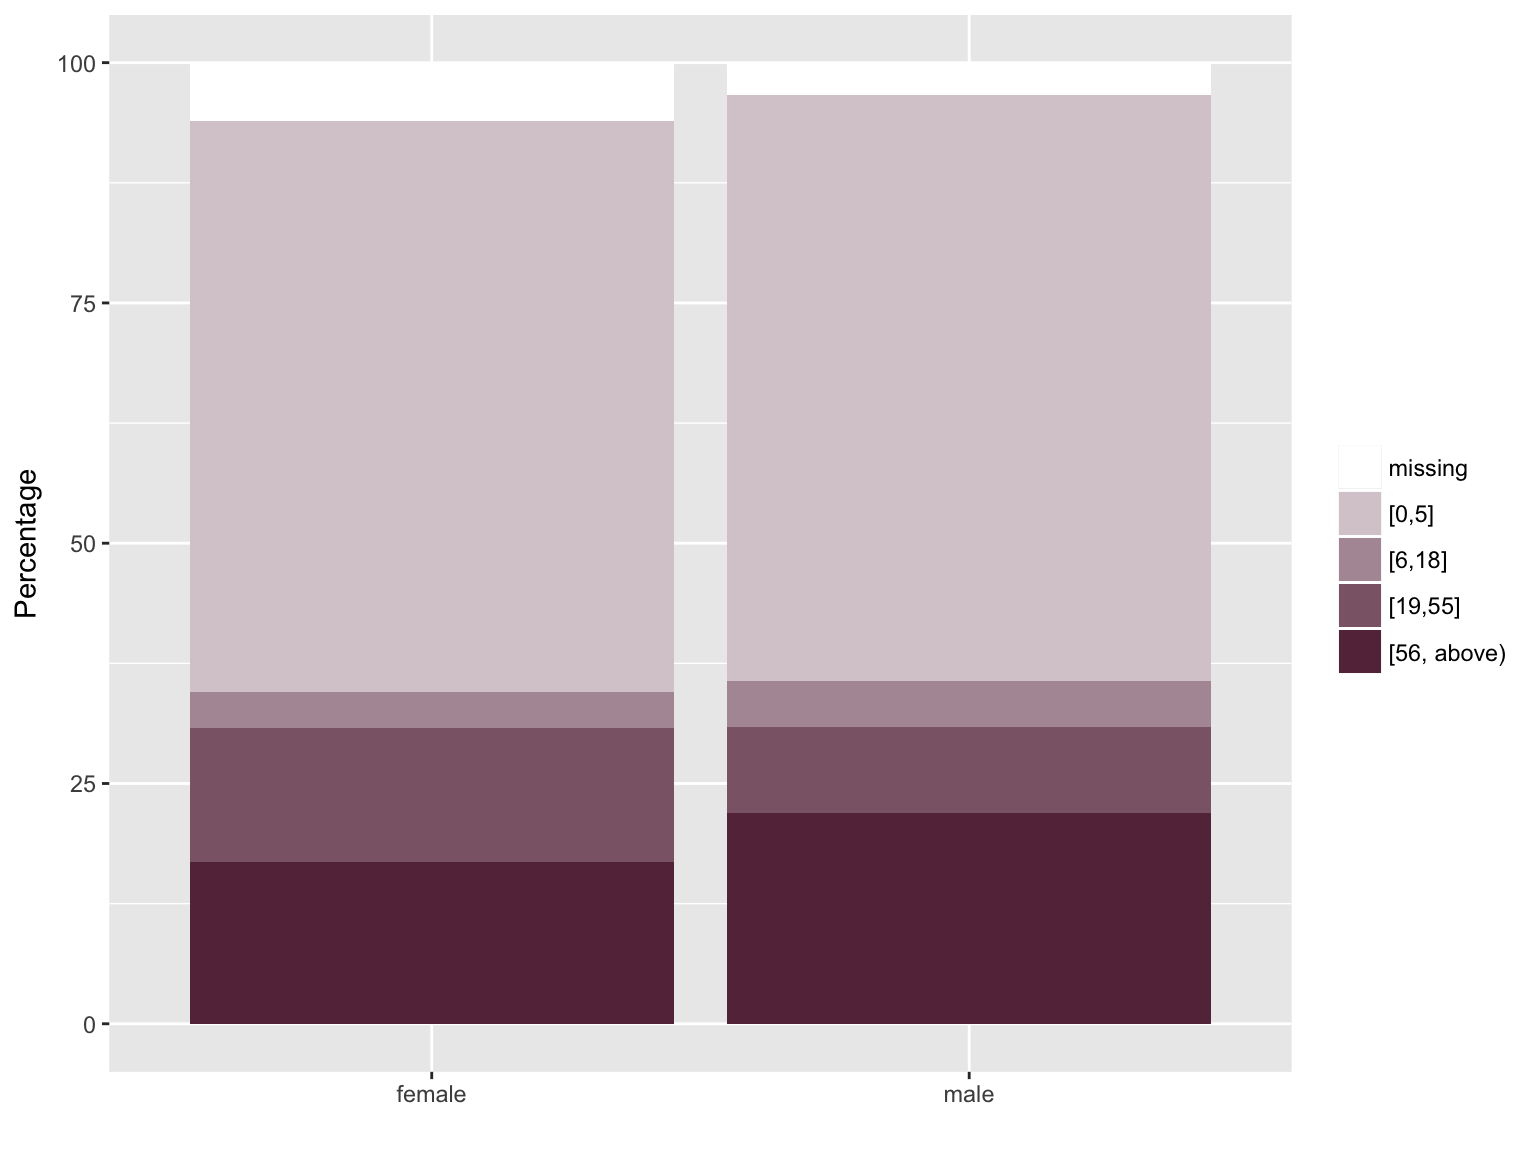 100
75
50
25
0
Percentage
female
male
missing
[0,5]
[6,18]
[19,55]
[56, above)